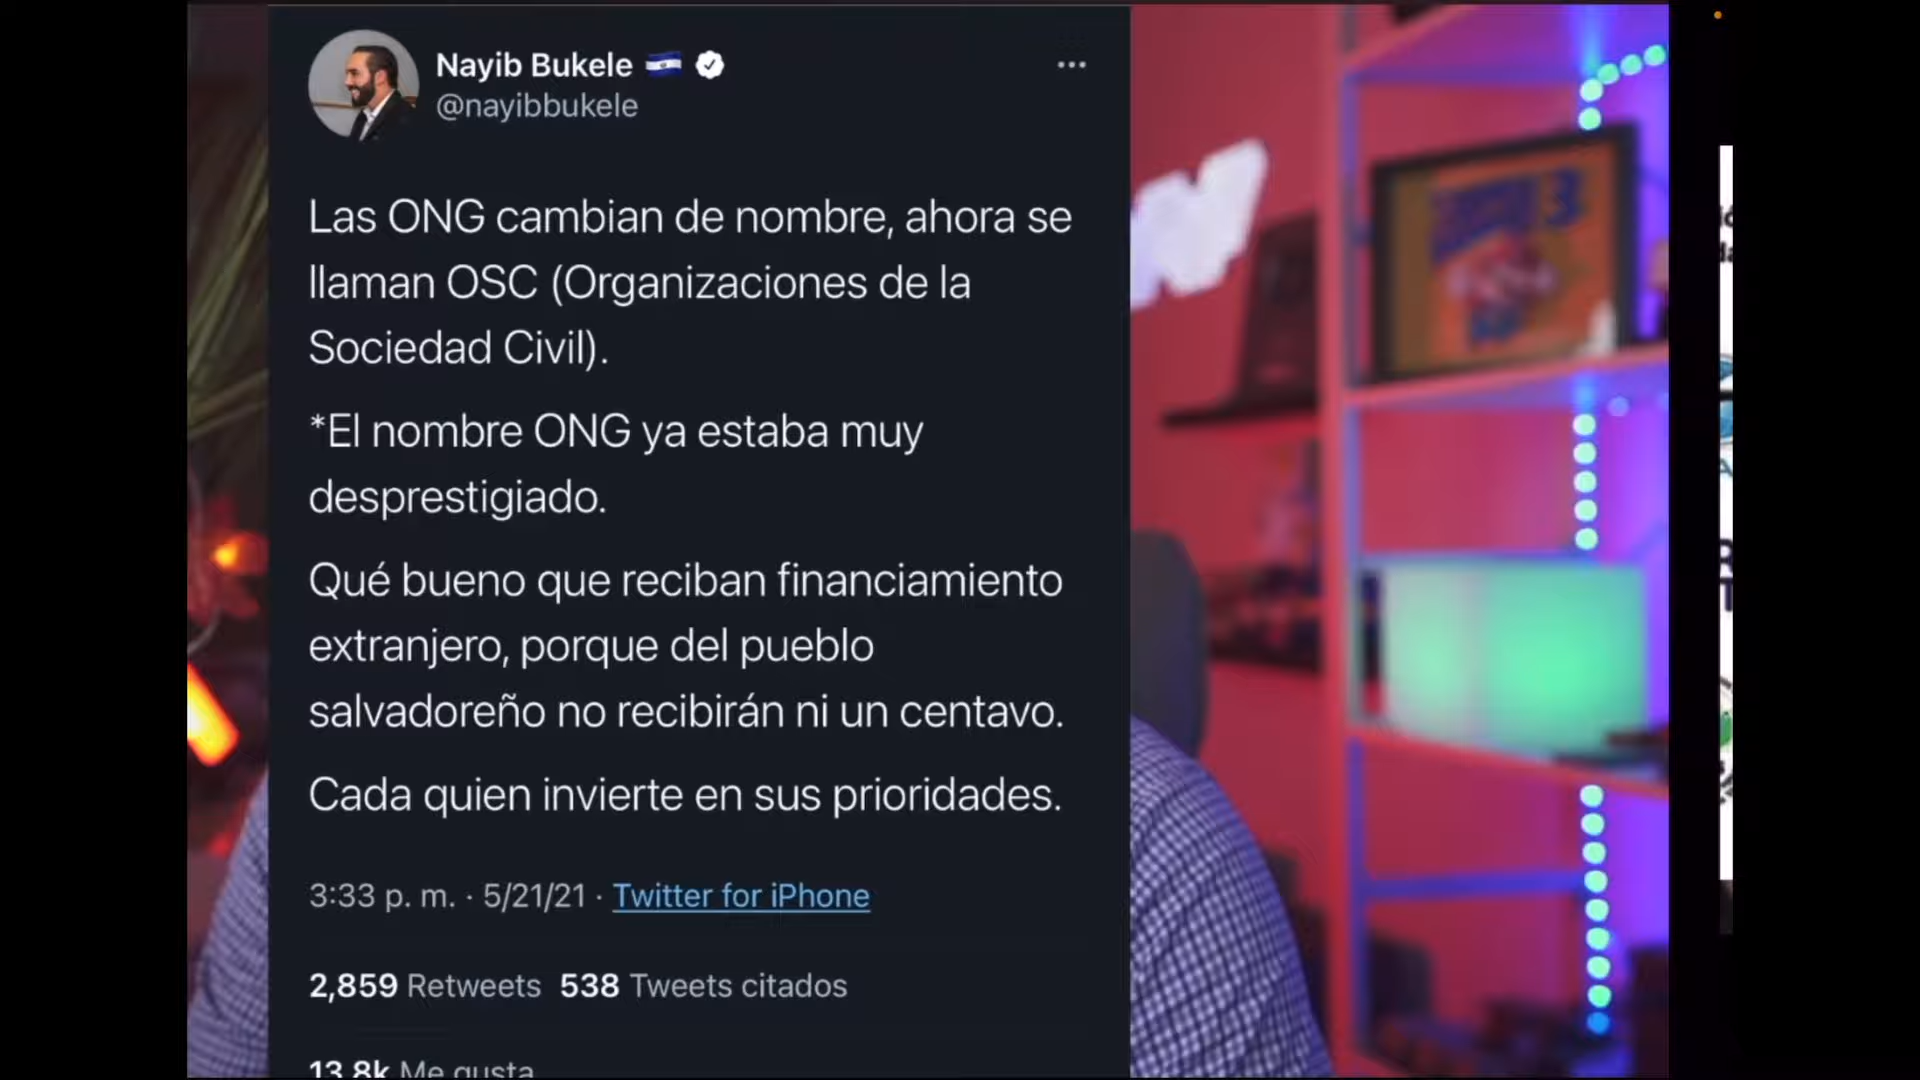 Nayib Bukele
@nayibbukele
Las ONG cambian de nombre, ahora se
llaman OSC (Organizaciones de la
Sociedad Civil).
*El nombre ONG ya estaba muy
desprestigiado.
Qué bueno que reciban financiamiento
extranjero, porque del pueblo
salvadoreño no recibirán ni un centavo.
Cada quien invierte en sus prioridades.
3:33 p. m. · 5/21/21 · Twitter for iPhone
2,859 Retweets 538 Tweets citados
13.8k Me gusta